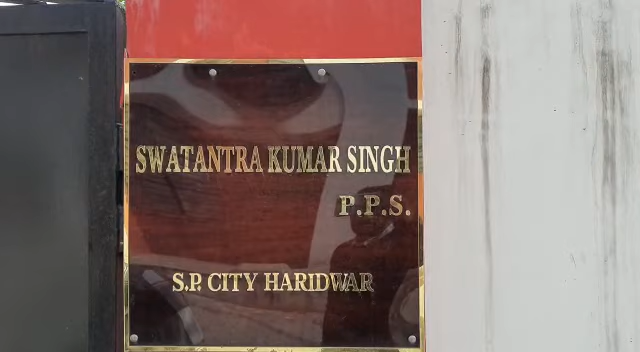 SWATANTRA KUMAR SINGH
P.P.S.
S.P. CITY HARIDWAR